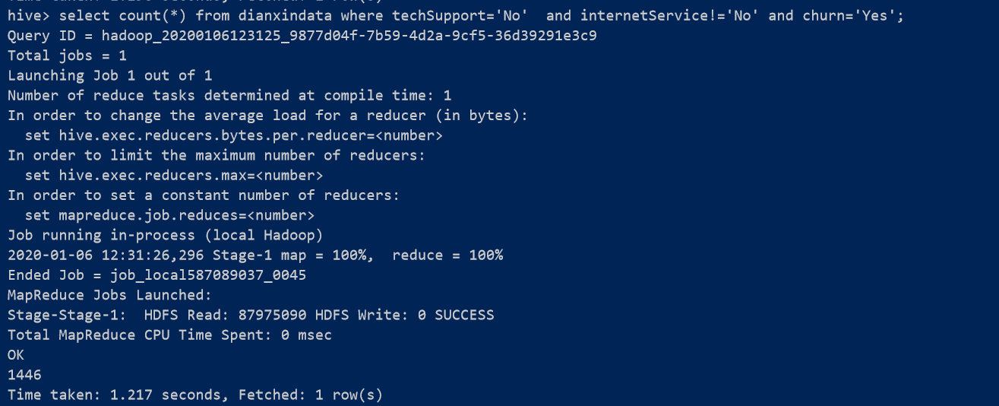 hive> select count(*) from dianxindata where techSupport='No'  and internetService!='No' and churn='Yes';
Query ID = hadoop_20200106123125_9877d04f-7b59-4d2a-9cf5-36d39291e3c9
Total jobs = 1
Launching Job 1 out of 1
Number of reduce tasks determined at compile time: 1
In order to change the average load for a reducer (in bytes):
  set hive.exec.reducers.bytes.per.reducer=<number>
In order to limit the maximum number of reducers:
  set hive.exec.reducers.max=<number>
In order to set a constant number of reducers:
  set mapreduce.job.reduces=<number>
Job running in-process (local Hadoop)
2020-01-06 12:31:26,296 Stage-1 map = 100%,  reduce = 100%
Ended Job = job_local587089037_0045
MapReduce Jobs Launched:
Stage-Stage-1:  HDFS Read: 87975090 HDFS Write: 0 SUCCESS
Total MapReduce CPU Time Spent: 0 msec
OK
1446
Time taken: 1.217 seconds, Fetched: 1 row(s)